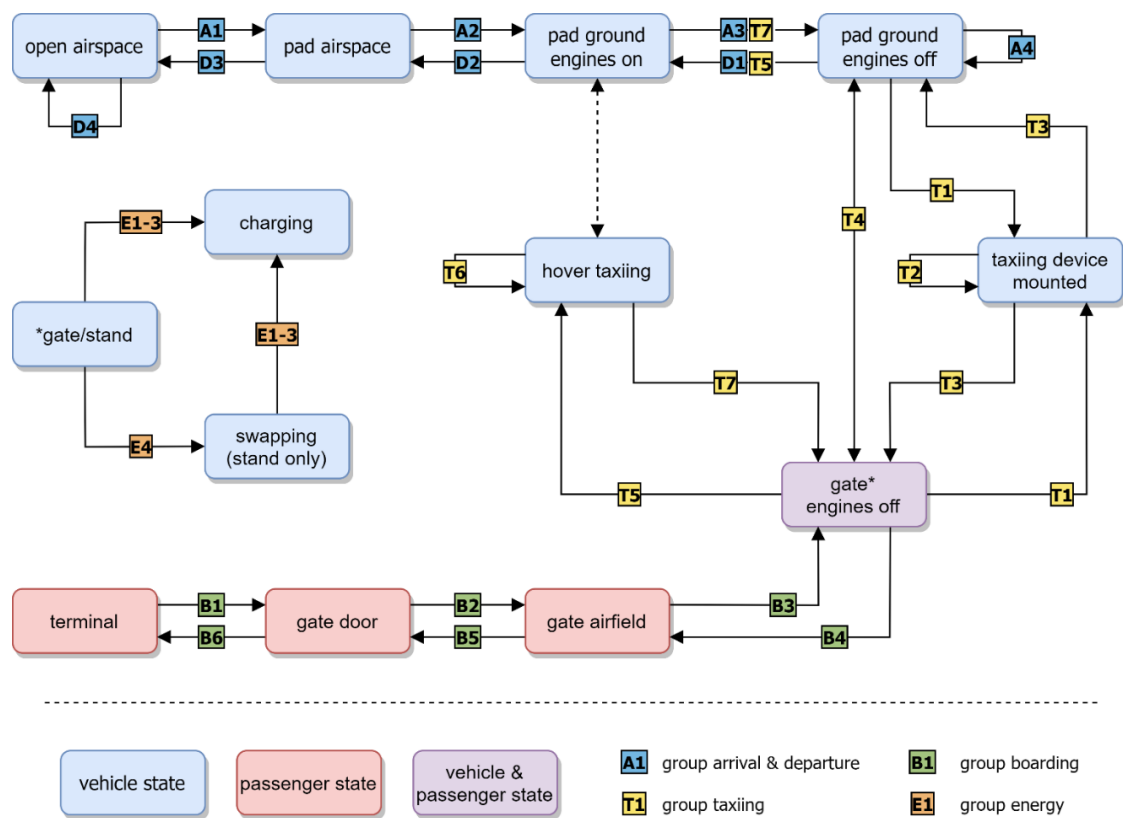 A1
A2
A3 T7
open airspace
pad airspace
pad ground
engines on
pad ground
engines off
A4
D3
D2
D1 T5
D4
T3
E1-3
charging
T1
T4
T6
hover taxiing
T2
taxiing device
mounted
*gate/stand
E1-3
T7
T3
E4
swapping
(stand only)
T5
gate*
engines off
T1
terminal
B1
gate door
B2
gate airfield
B3
B6
B5
B4
vehicle state
passenger state
vehicle &
passenger state
A1 group arrival & departure
B1 group boarding
T1 group taxiing
E1 group energy